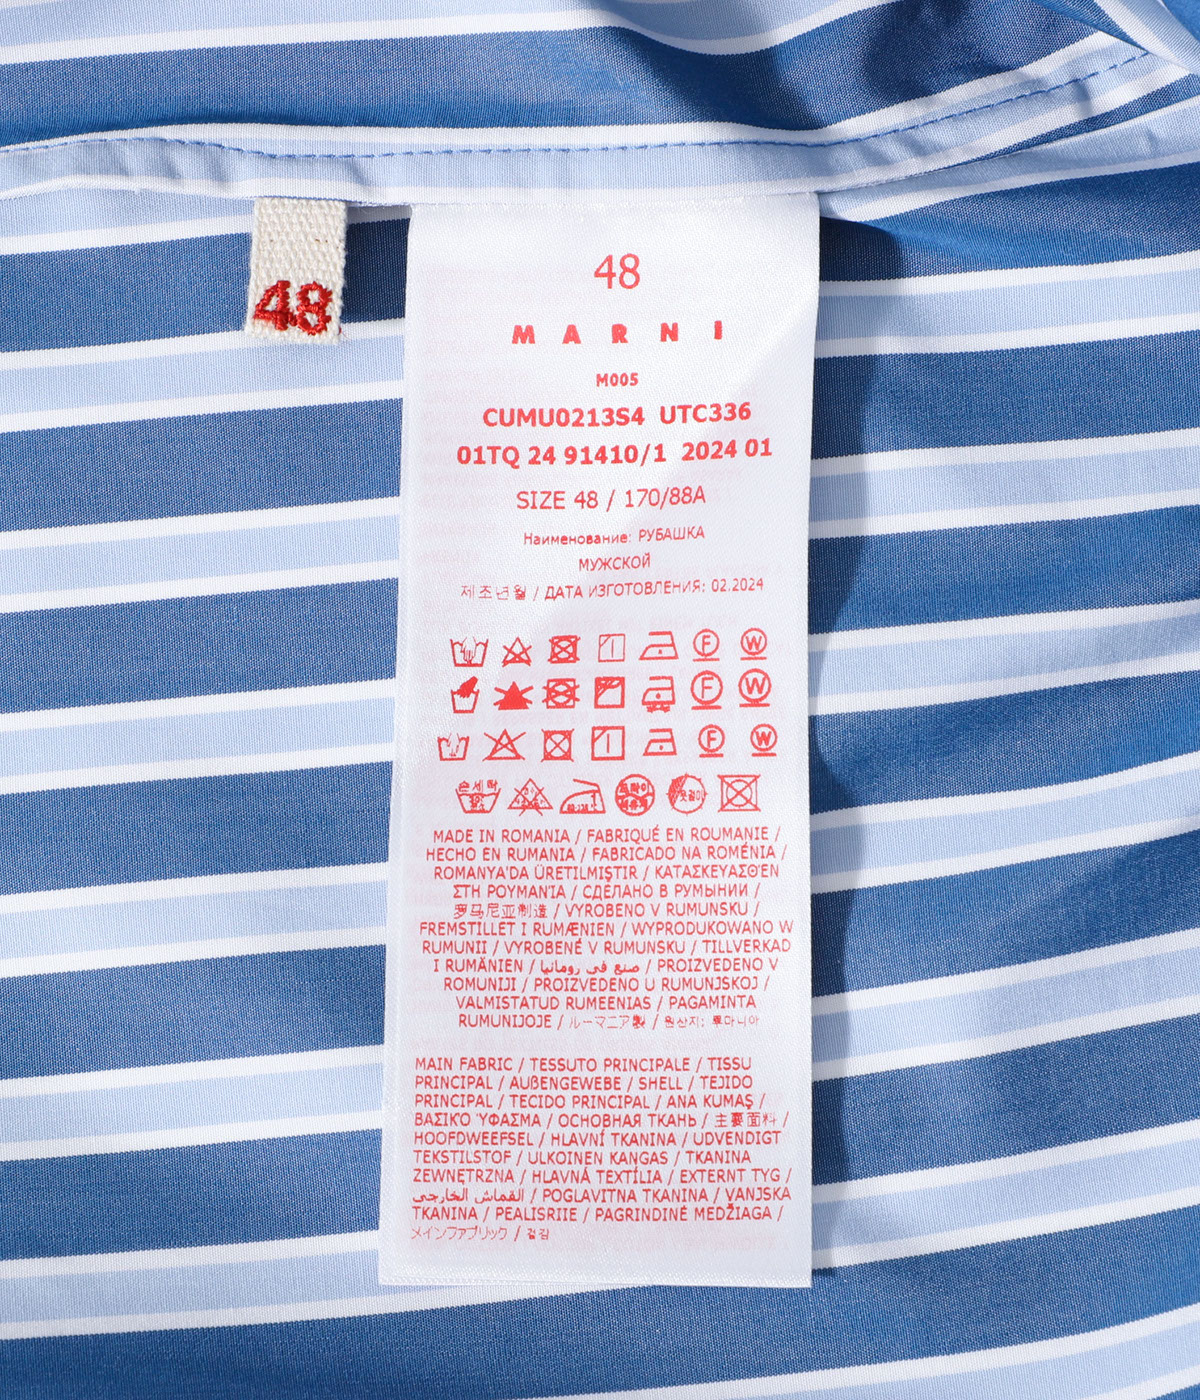 48
48
MARNI
M005
CUMU0213S4 UTC336
01TQ 24 91410/1 2024 01
SIZE 48 / 170/88A
Наименование: РУБАШКА
МУЖСКОЙ
제조년월 / ДАТА ИЗГОТОВЛЕНИЯ: 02.2024
F W
F W
F W
손세탁
MADE IN ROMANIA / FABRIQUÉ EN ROUMANIE /
HECHO EN RUMANIA / FABRICADO NA ROMÉNIA /
ROMANYA'DA ÜRETILMIŞTIR / ΚΑΤΑΣΚΕΥΑΣΘΈΝ
ΣΤΗ ΡΟΥΜΑΝΊΑ / СДЕЛАНО В РУМЫНИИ /
罗马尼亚制造 / VYROBENO V RUMUNSKU /
FREMSTILLET I RUMÆNIEN / WYPRODUKOWANO W
RUMUNII / VYROBENÉ V RUMUNSKU / TILLVERKAD
I RUMÄNIEN / صنع في رومانيا / PROIZVEDENO V
ROMUNIJI / PROIZVEDENO U RUMUNJSKOJ /
VALMISTATUD RUMEENIAS / PAGAMINTA
RUMUNIJOJE / ルーマニア製 / 원산지: 루마니아
MAIN FABRIC / TESSUTO PRINCIPALE / TISSU
PRINCIPAL / AUßENGEWEBE / SHELL / TEJIDO
PRINCIPAL / TECIDO PRINCIPAL / ANA KUMAŞ /
ΒΑΣΙΚΌ ΎΦΑΣΜΑ / ОСНОВНАЯ ТКАНЬ / 主要面料 /
HOOFDWEEFSEL / HLAVNÍ TKANINA / UDVENDIGT
TEKSTILSTOF / ULKOINEN KANGAS / TKANINA
ZEWNĘTRZNA / HLAVNÁ TEXTÍLIA / EXTERNT TYG /
القماش الخارجي / POGLAVITNA TKANINA / VANJSKA
TKANINA / PEALISRIIE / PAGRINDINĖ MEDŽIAGA /
メインファブリック / 겉감